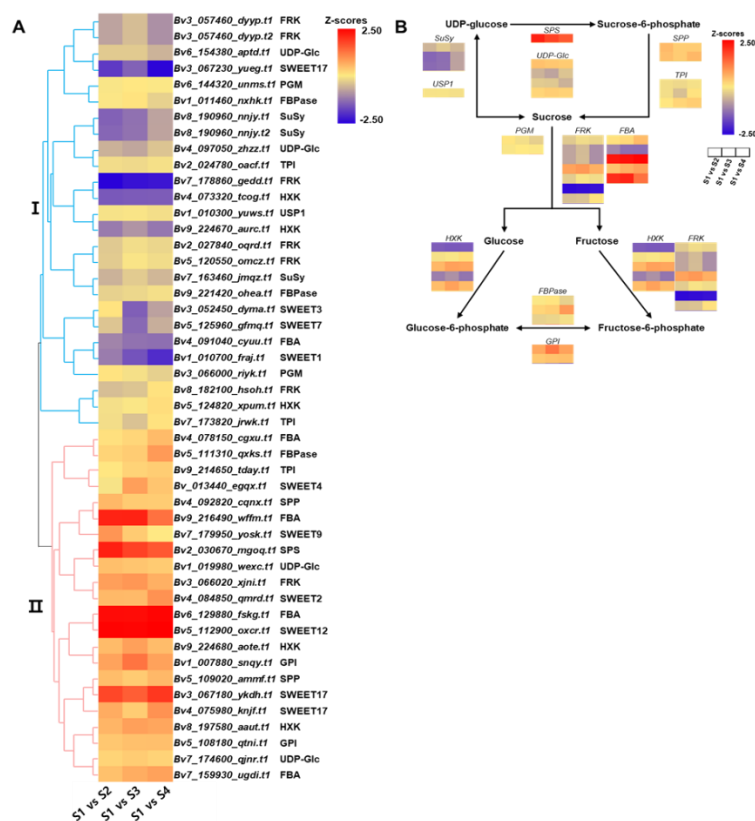 A
Z-scores
2.50
-2.50
Bv3_057460_dyyp.t1 FRK
Bv3_057460_dyyp.t2 FRK
Bv6_154380_aptd.t1 UDP-Glc
Bv3_067230_yueg.t1 SWEET17
Bv6_144320_unms.t1 PGM
Bv1_011460_nxhk.t1 FBPase
Bv8_190960_nnjy.t1 SuSy
Bv8_190960_nnjy.t2 SuSy
Bv4_097050_zhzz.t1 UDP-Glc
Bv2_024780_oacf.t1 TPI
Bv7_178860_gedd.t1 FRK
Bv4_073320_tcog.t1 HXK
Bv1_010300_yuws.t1 USP1
Bv9_224670_aurc.t1 HXK
Bv2_027840_oqrd.t1 FRK
Bv5_120550_omcz.t1 FRK
Bv7_163460_jmqz.t1 SuSy
Bv9_221420_ohea.t1 FBPase
Bv3_052450_dyma.t1 SWEET3
Bv5_125960_gfmq.t1 SWEET7
Bv4_091040_cyuu.t1 FBA
Bv1_010700_fraj.t1 SWEET1
Bv3_066000_riyk.t1 PGM
Bv8_182100_hsoh.t1 FRK
Bv5_124820_xpum.t1 HXK
Bv7_173820_jrwk.t1 TPI
Bv4_078150_cgxu.t1 FBA
Bv5_111310_qxks.t1 FBPase
Bv9_214650_tday.t1 TPI
Bv_013440_egqx.t1 SWEET4
Bv4_092820_cqnx.t1 SPP
Bv9_216490_wffm.t1 FBA
Bv7_179950_yosk.t1 SWEET9
Bv2_030670_mgoq.t1 SPS
Bv1_019980_wexc.t1 UDP-Glc
Bv3_066020_xjni.t1 FRK
Bv4_084850_qmrd.t1 SWEET2
Bv6_129880_fskg.t1 FBA
Bv5_112900_oxcr.t1 SWEET12
Bv9_224680_aote.t1 HXK
Bv1_007880_snqy.t1 GPI
Bv5_109020_ammf.t1 SPP
Bv3_067180_ykdh.t1 SWEET17
Bv4_075980_knjf.t1 SWEET17
Bv8_197580_aaut.t1 HXK
Bv5_108180_qtni.t1 GPI
Bv7_174600_qjnr.t1 UDP-Glc
Bv7_159930_ugdi.t1 FBA
I
II
S1 vs S2
S1 vs S3
S1 vs S4
B
UDP-glucose
SPS
Sucrose-6-phosphate
SuSy
UDP-Glc
SPP
USP1
TPI
Sucrose
PGM
FRK
FBA
Glucose
Fructose
HXK
HXK
FRK
FBPase
Glucose-6-phosphate
Fructose-6-phosphate
GPI
Z-scores
2.50
-2.50
S1 vs S2
S1 vs S3
S1 vs S4